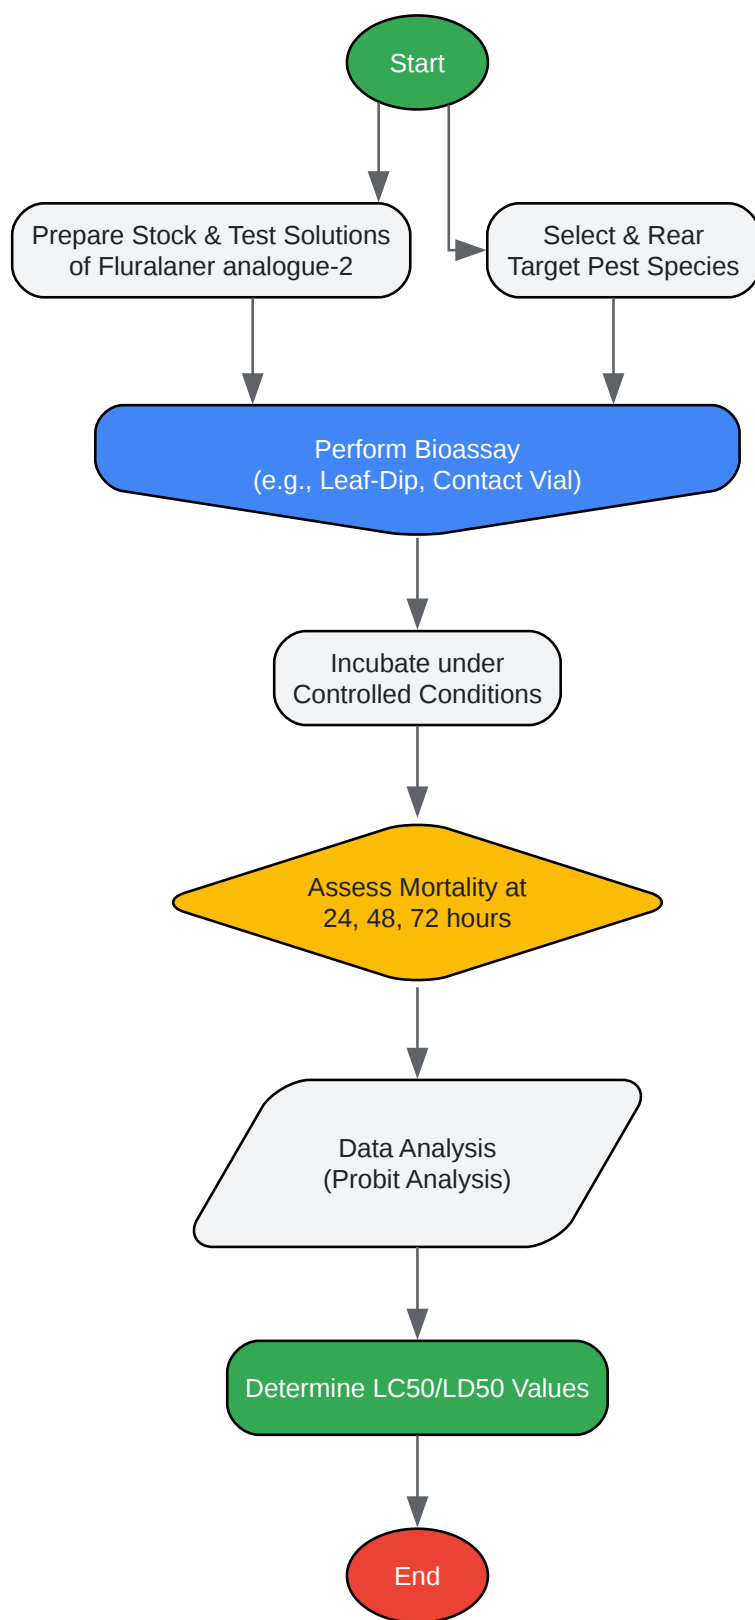 Start
Prepare Stock & Test Solutions
of Fluralaner analogue-2
Select & Rear
Target Pest Species
Perform Bioassay
(e.g., Leaf-Dip, Contact Vial)
Incubate under
Controlled Conditions
Assess Mortality at
24, 48, 72 hours
Data Analysis
(Probit Analysis)
Determine LC50/LD50 Values
End